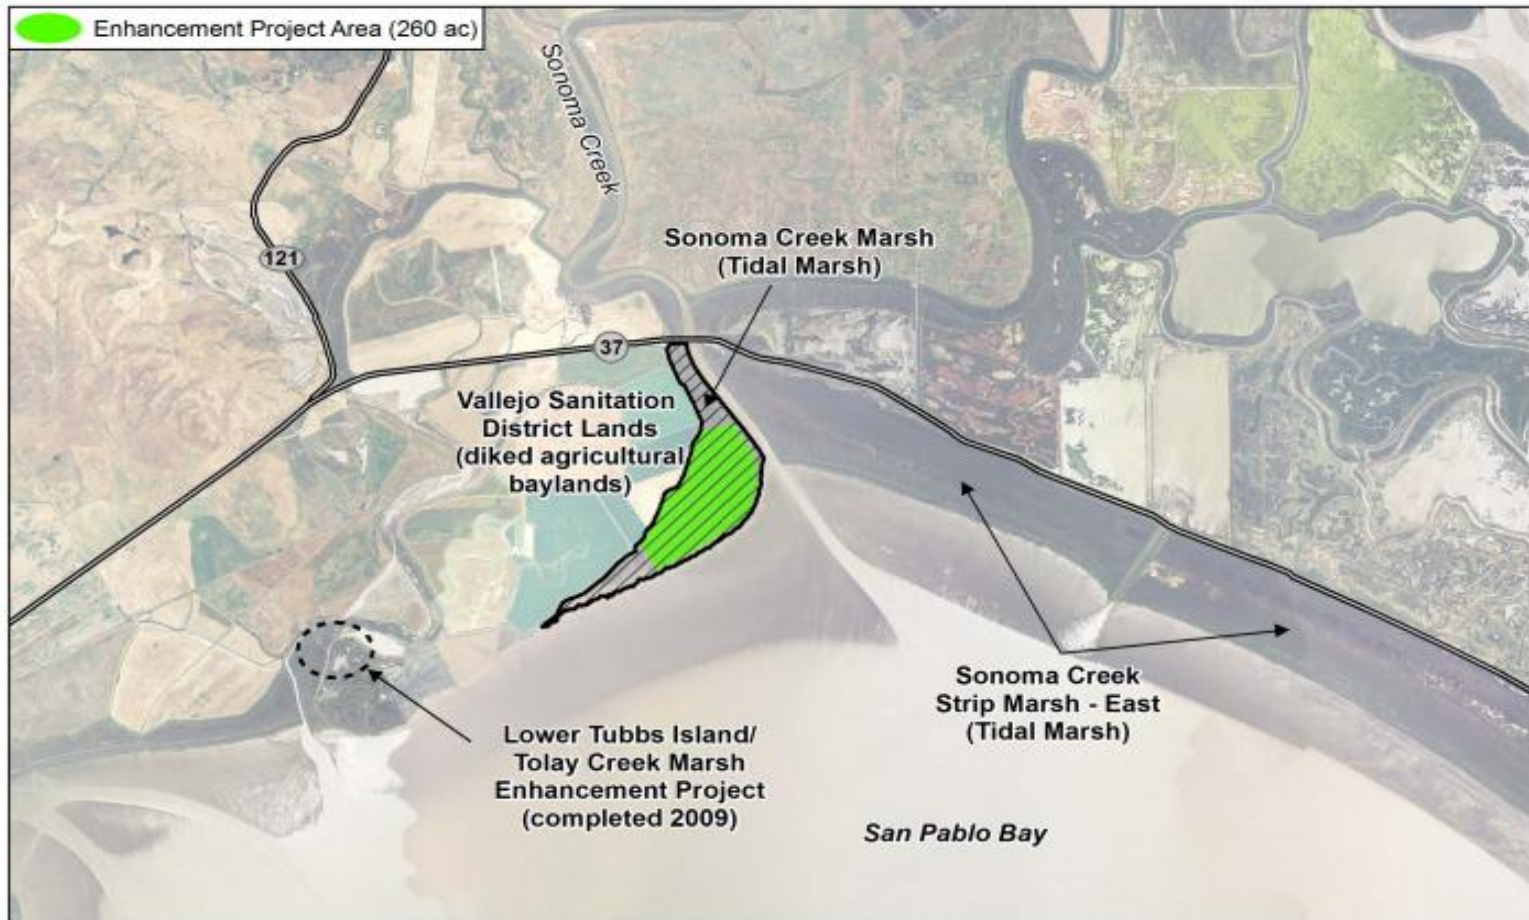 Enhancement Project Area (260 ac)
Sonoma Creek
Sonoma Creek Marsh
(Tidal Marsh)
121
37
Vallejo Sanitation
District Lands
(diked agricultural
baylands)
Sonoma Creek
Strip Marsh - East
(Tidal Marsh)
Lower Tubbs Island/
Tolay Creek Marsh
Enhancement Project
(completed 2009)
San Pablo Bay